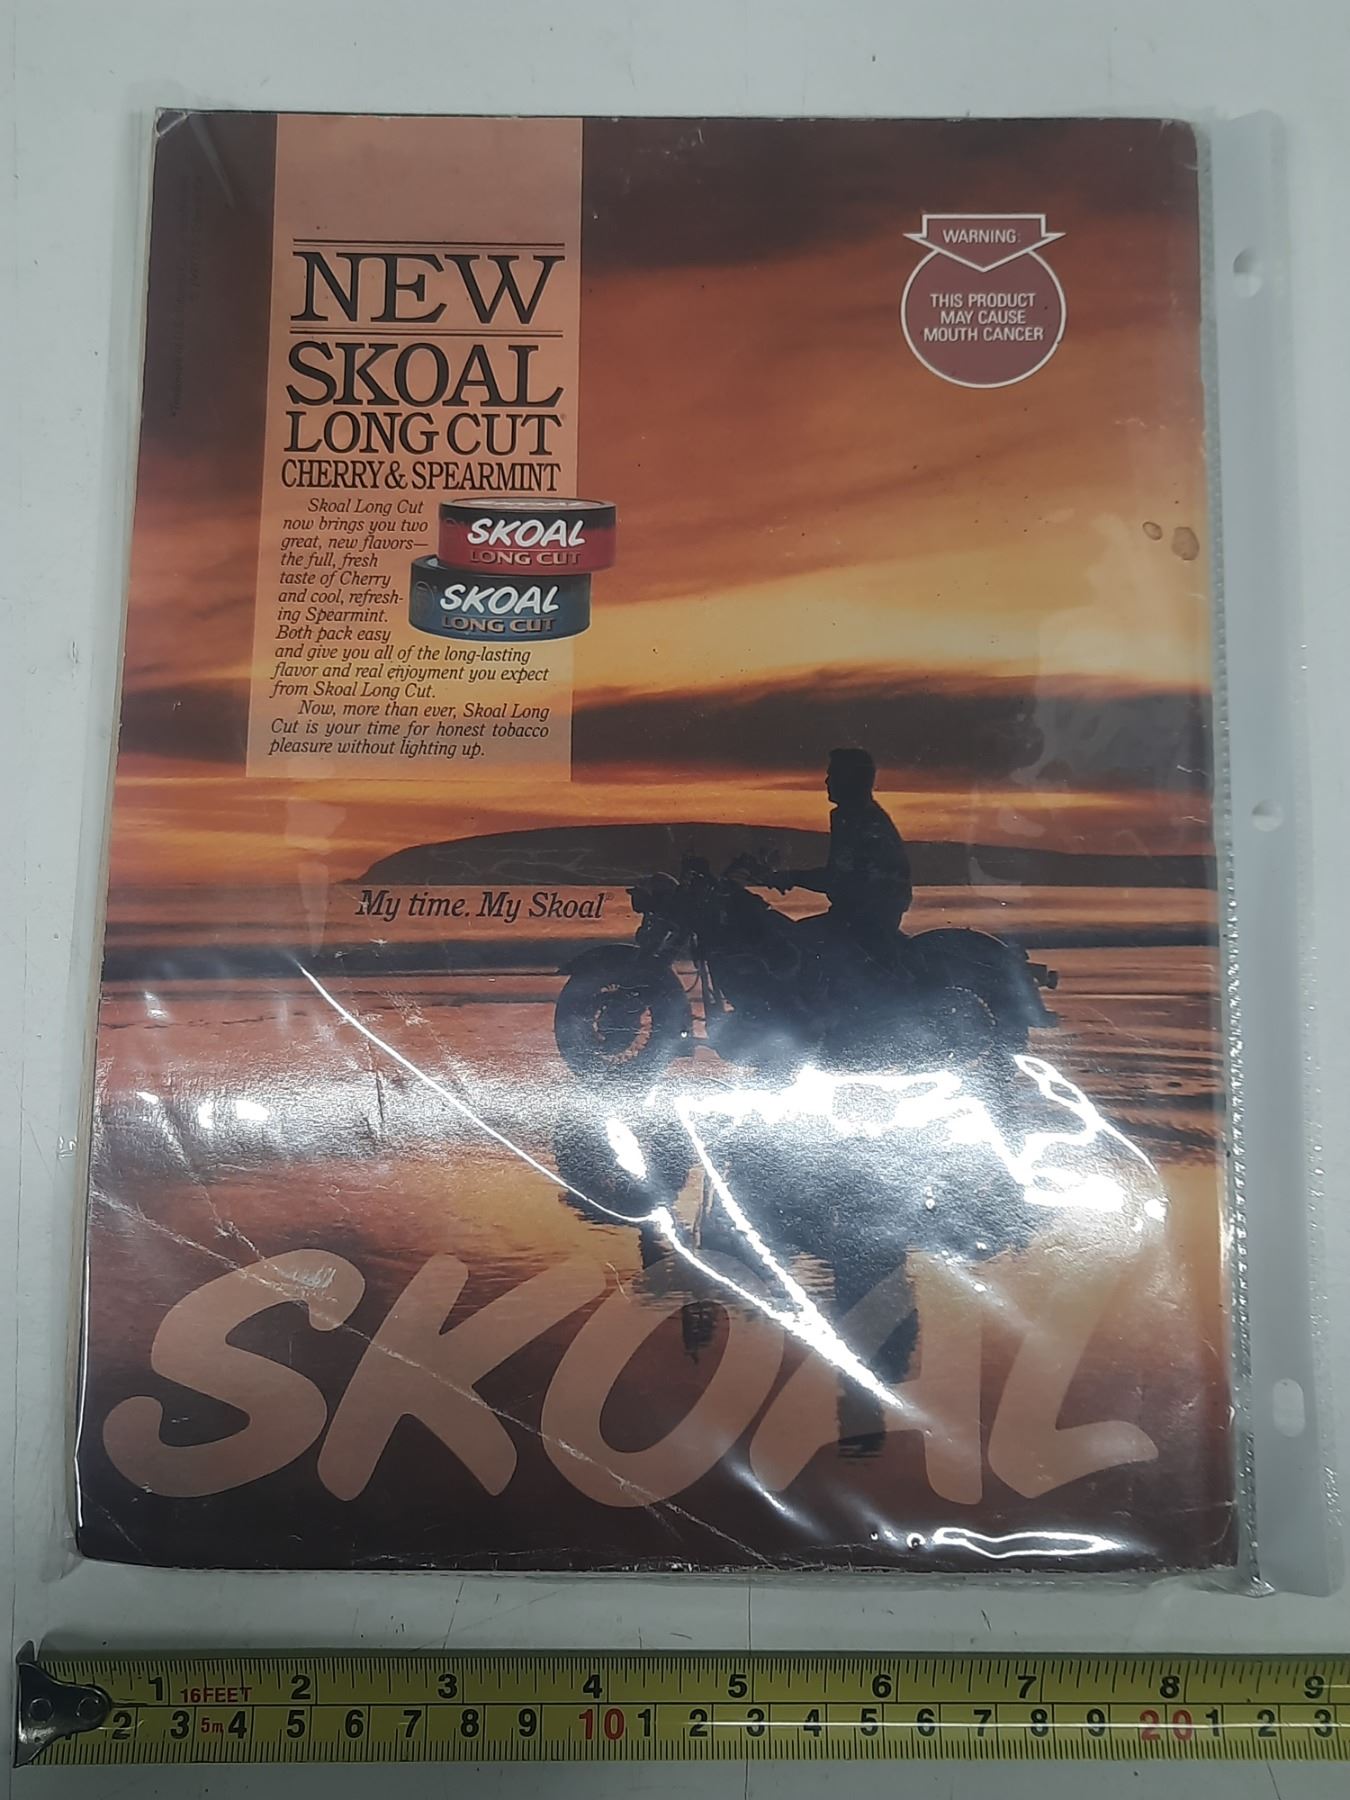 NEW
SKOAL
LONG CUT®
CHERRY & SPEARMINT
Skoal Long Cut
now brings you two
great, new flavors—
the full, fresh
taste of Cherry
and cool, refresh-
ing Spearmint.
Both pack easy
and give you all of the long-lasting
flavor and real enjoyment you expect
from Skoal Long Cut.
Now, more than ever, Skoal Long
Cut is your time for honest tobacco
pleasure without lighting up.
SKOAL
LONG CUT
SKOAL
LONG CUT
WARNING:
THIS PRODUCT
MAY CAUSE
MOUTH CANCER
My time. My Skoal®
SKOAL
1 16FEET 2 3 4 5 6 7 8 9
1 2 3 5m 4 5 6 7 8 9 10 1 2 3 4 5 6 7 8 9 20 1 2 3